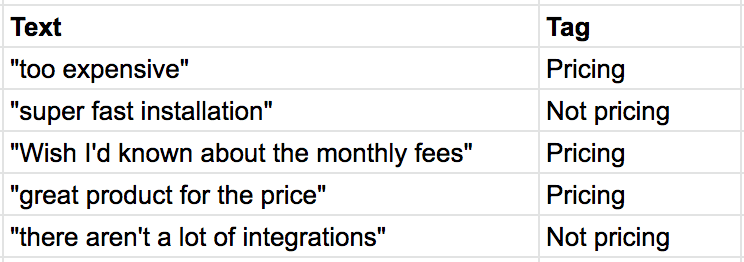 Text Tag
"too expensive" Pricing
"super fast installation" Not pricing
"Wish I'd known about the monthly fees" Pricing
"great product for the price" Pricing
"there aren't a lot of integrations" Not pricing